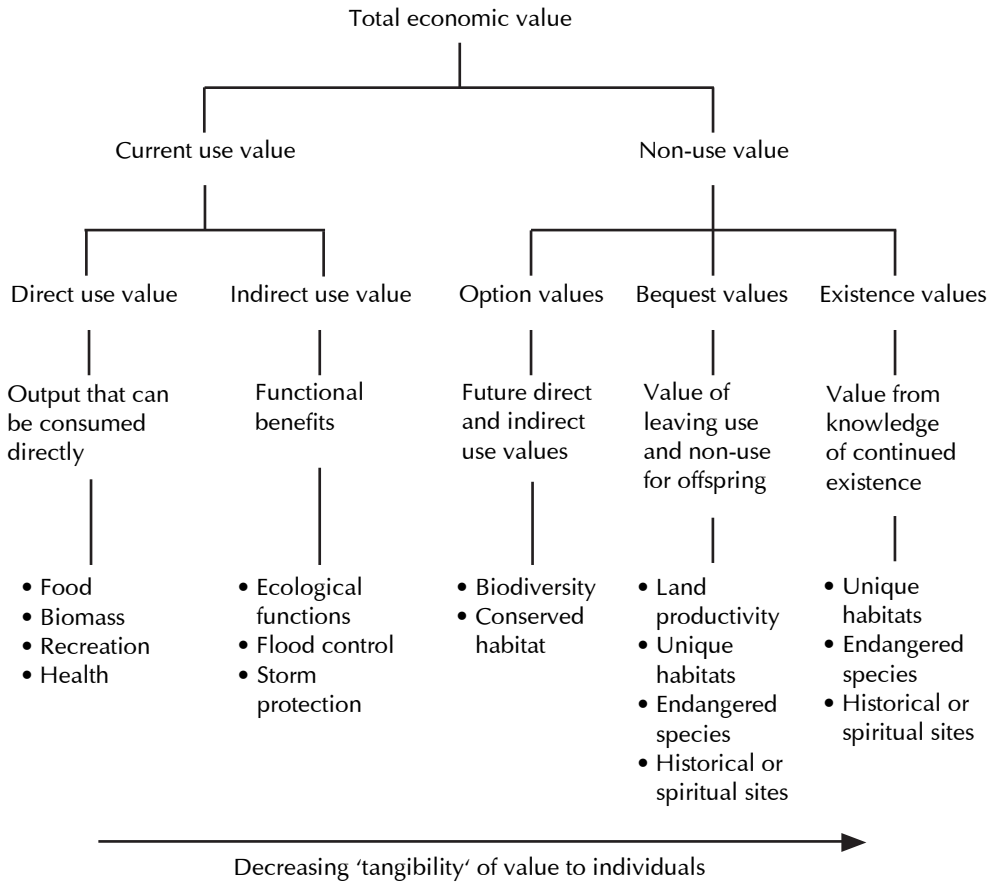 Total economic value
Current use value
Non-use value
Direct use value
Indirect use value
Option values
Bequest values
Existence values
Output that can
be consumed
directly
Functional
benefits
Future direct
and indirect
use values
Value of
leaving use
and non-use
for offspring
Value from
knowledge
of continued
existence
• Food
• Biomass
• Recreation
• Health
• Ecological
functions
• Flood control
• Storm
protection
• Biodiversity
• Conserved
habitat
• Land
productivity
• Unique
habitats
• Endangered
species
• Historical or
spiritual sites
• Unique
habitats
• Endangered
species
• Historical or
spiritual sites
Decreasing ‘tangibility‘ of value to individuals